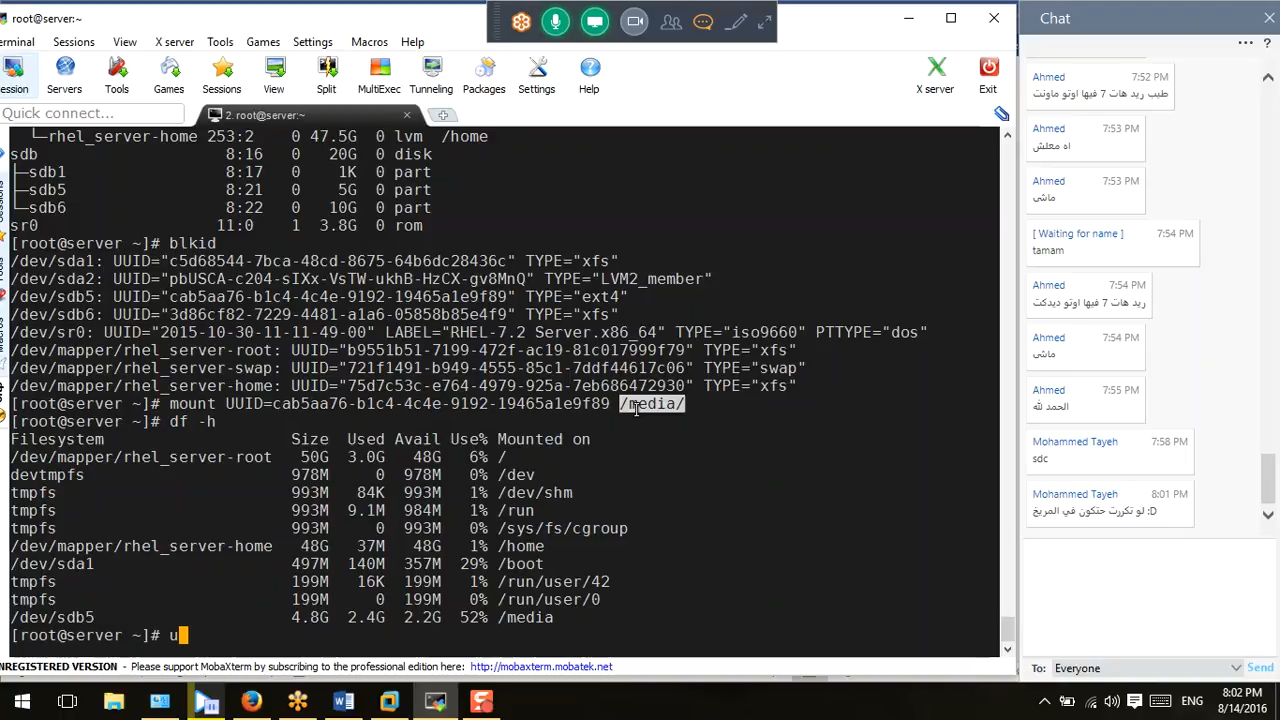 root@server:~
erminal Sessions View X server Tools Games Settings Macros Help
ession Servers Tools Games Sessions View Split MultiExec Tunneling Packages Settings Help X server Exit
Quick connect...
2. root@server:~
└─rhel_server-home 253:2 0 47.5G 0 lvm /home
sdb 8:16 0 20G 0 disk
├─sdb1 8:17 0 1K 0 part
├─sdb5 8:21 0 5G 0 part
└─sdb6 8:22 0 10G 0 part
sr0 11:0 1 3.8G 0 rom
[root@server ~]# blkid
/dev/sda1: UUID="c5d68544-7bca-48cd-8675-64b6dc28436c" TYPE="xfs"
/dev/sda2: UUID="pbUSCA-c204-sIXx-VsTW-ukhB-HzCX-gv8MnQ" TYPE="LVM2_member"
/dev/sdb5: UUID="cab5aa76-b1c4-4c4e-9192-19465a1e9f89" TYPE="ext4"
/dev/sdb6: UUID="3d86cf82-7229-4481-a1a6-05858b85e4f9" TYPE="xfs"
/dev/sr0: UUID="2015-10-30-11-11-49-00" LABEL="RHEL-7.2 Server.x86_64" TYPE="iso9660" PTTYPE="dos"
/dev/mapper/rhel_server-root: UUID="b9551b51-7199-472f-ac19-81c017999f79" TYPE="xfs"
/dev/mapper/rhel_server-swap: UUID="721f1491-b949-4555-85c1-7ddf44617c06" TYPE="swap"
/dev/mapper/rhel_server-home: UUID="75d7c53c-e764-4979-925a-7eb686472930" TYPE="xfs"
[root@server ~]# mount UUID=cab5aa76-b1c4-4c4e-9192-19465a1e9f89 /media/
[root@server ~]# df -h
Filesystem Size Used Avail Use% Mounted on
/dev/mapper/rhel_server-root 50G 3.0G 48G 6% /
devtmpfs 978M 0 978M 0% /dev
tmpfs 993M 84K 993M 1% /dev/shm
tmpfs 993M 9.1M 984M 1% /run
tmpfs 993M 0 993M 0% /sys/fs/cgroup
/dev/mapper/rhel_server-home 48G 37M 48G 1% /home
/dev/sda1 497M 140M 357M 29% /boot
tmpfs 199M 16K 199M 1% /run/user/42
tmpfs 199M 0 199M 0% /run/user/0
/dev/sdb5 4.8G 2.4G 2.2G 52% /media
[root@server ~]# u
NREGISTERED VERSION - Please support MobaXterm by subscribing to the professional edition here: http://mobaxterm.mobatek.net
Chat
Ahmed 7:52 PM
طيب ريد هات 7 فيها اوتو ماونت
Ahmed 7:53 PM
اه معلش
Ahmed 7:53 PM
ماشى
[ Waiting for name ] 7:54 PM
tamam
Ahmed 7:54 PM
ريد هات 7 فيها اوتو ديدكت
Ahmed 7:54 PM
ماشى
Ahmed 7:55 PM
الحمد لله
Mohammed Tayeh 7:58 PM
sdc
Mohammed Tayeh 8:01 PM
لو تكررت حتكون في المريخ :D
To: Everyone Send
8:02 PM
8/14/2016